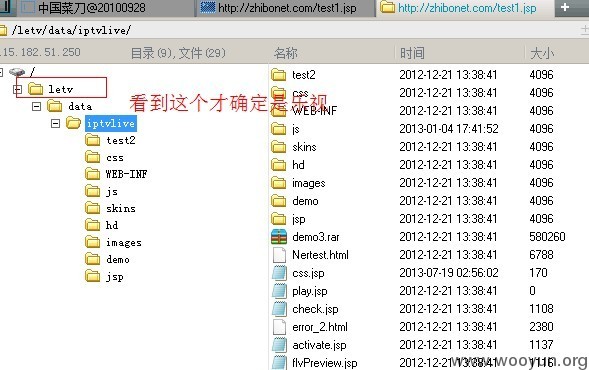 中国菜刀@20100928 http://zhibonet.com/test1.jsp http://zhibonet.com/test1.jsp
/letv/data/iptvlive/
15.182.51.250 目录(9),文件(29) 名称 时间 大小
/
letv
data
iptvlive
test2
css
WEB-INF
js
skins
hd
images
demo
jsp
看到这个才确定是乐视
test2 2012-12-21 13:38:41 4096
css 2012-12-21 13:38:41 4096
WEB-INF 2012-12-21 13:38:41 4096
js 2013-01-04 17:41:52 4096
skins 2012-12-21 13:38:41 4096
hd 2012-12-21 13:38:41 4096
images 2012-12-21 13:38:41 4096
demo 2012-12-21 13:38:41 4096
jsp 2012-12-21 13:38:41 4096
demo3.rar 2012-12-21 13:38:41 580260
Nertest.html 2012-12-21 13:38:41 6788
css.jsp 2013-07-19 02:56:02 170
play.jsp 2012-12-21 13:38:41 0
check.jsp 2012-12-21 13:38:41 1108
error_2.html 2012-12-21 13:38:41 2380
activate.jsp 2012-12-21 13:38:41 1137
flvPreview.jsp 2012-12-21 13:38:41
www.wooyun.org